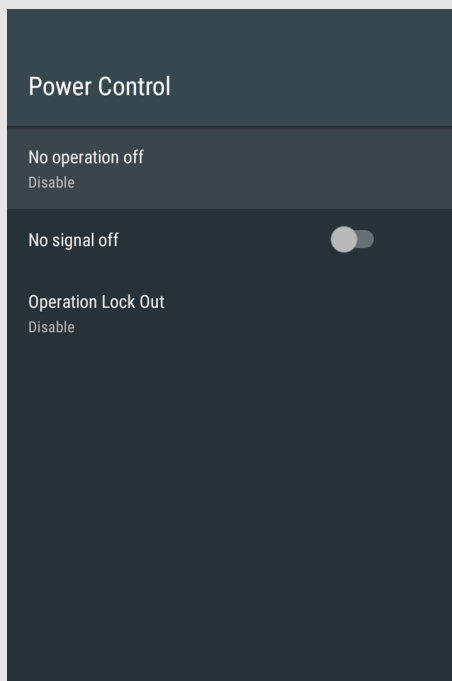 Power Control
No operation off
Disable
No signal off
Operation Lock Out
Disable